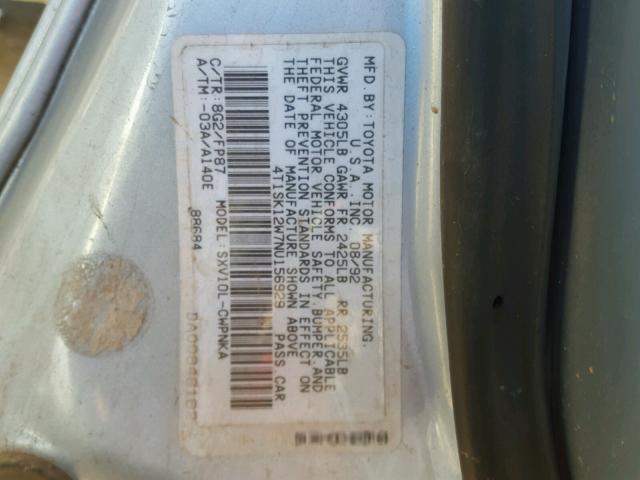 MFD. BY: TOYOTA MOTOR MANUFACTURING,
U.S.A., INC 08/92
GVWR 4305LB GAWR FR 2425LB RR 2535LB
THIS VEHICLE CONFORMS TO ALL APPLICABLE
FEDERAL MOTOR VEHICLE SAFETY, BUMPER, AND
THEFT PREVENTION STANDARDS IN EFFECT ON
THE DATE OF MANUFACTURE SHOWN ABOVE
4T1SK12W7NU156929 PASS CAR
C/TR: 8G2/FP87 MODEL: SXV10L-CWPNKA
A/TM: -03A/A140E
88684